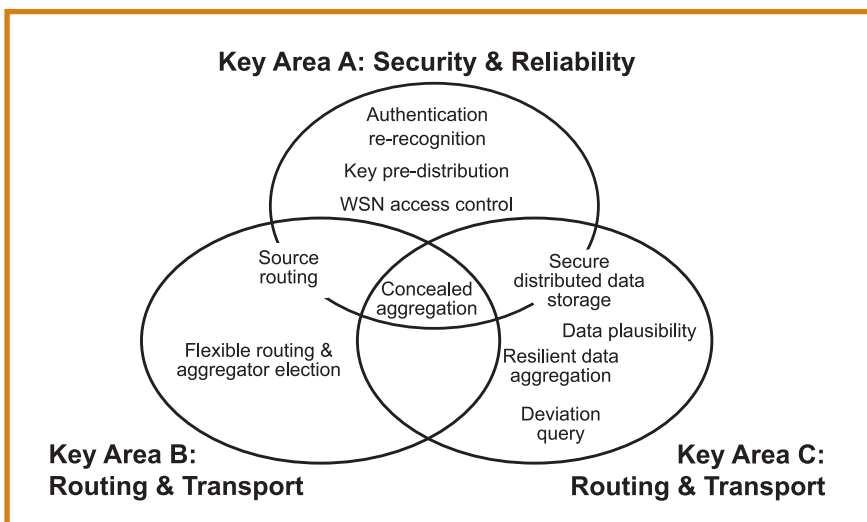 Key Area A: Security & Reliability
Authentication
re-recognition
Key pre-distribution
WSN access control
Source
routing
Concealed
aggregation
Secure
distributed data
storage
Data plausibility
Flexible routing &
aggregator election
Resilient data
aggregation
Deviation
query
Key Area B:
Routing & Transport
Key Area C:
Routing & Transport